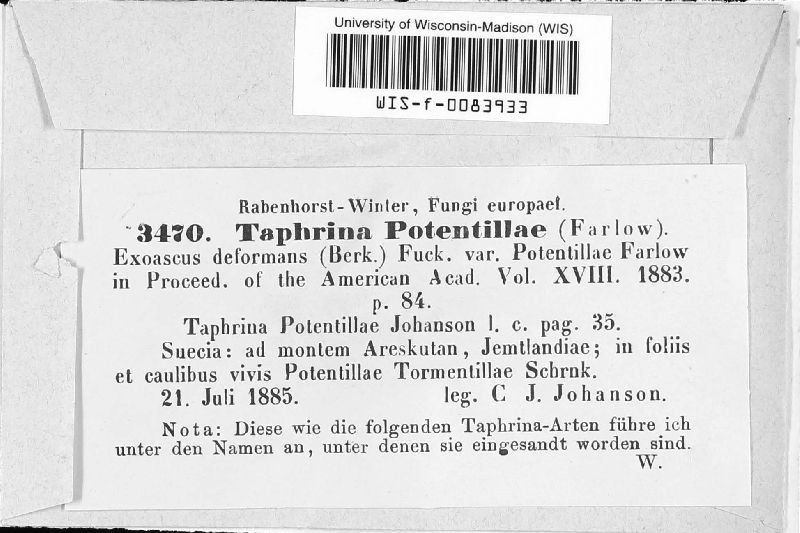 University of Wisconsin-Madison (WIS)
WIS-f-0083933
Rabenhorst-Winter, Fungi europaei.
3470. Taphrina Potentillae (Farlow).
Exoascus deformans (Berk.) Fuck. var. Potentillae Farlow
in Proceed. of the American Acad. Vol. XVIII. 1883.
p. 84.
Taphrina Potentillae Johanson l. c. pag. 35.
Suecia: ad montem Areskutan, Jemtlandiae; in foliis
et caulibus vivis Potentillae Tormentillae Schrnk.
21. Juli 1885. leg. C J. Johanson.
Nota: Diese wie die folgenden Taphrina-Arten führe ich
unter den Namen an, unter denen sie eingesandt worden sind.
W.